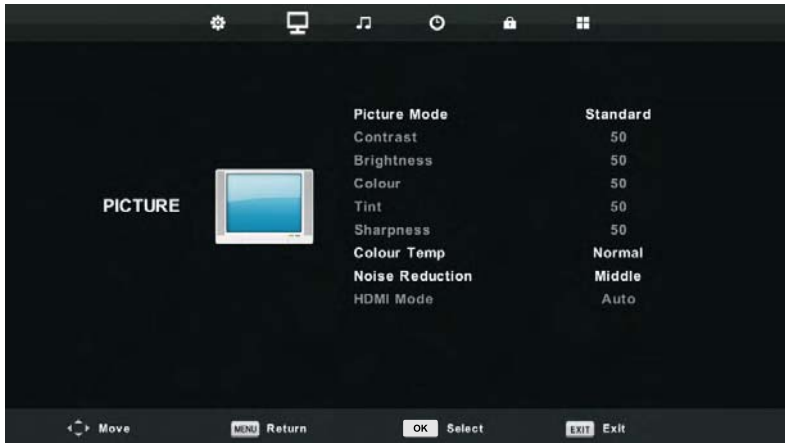 Picture Mode Standard
Contrast 50
Brightness 50
Colour 50
PICTURE
Tint 50
Sharpness 50
Colour Temp Normal
Noise Reduction Middle
HDMI Mode Auto
Move MENU Return OK Select EXIT Exit